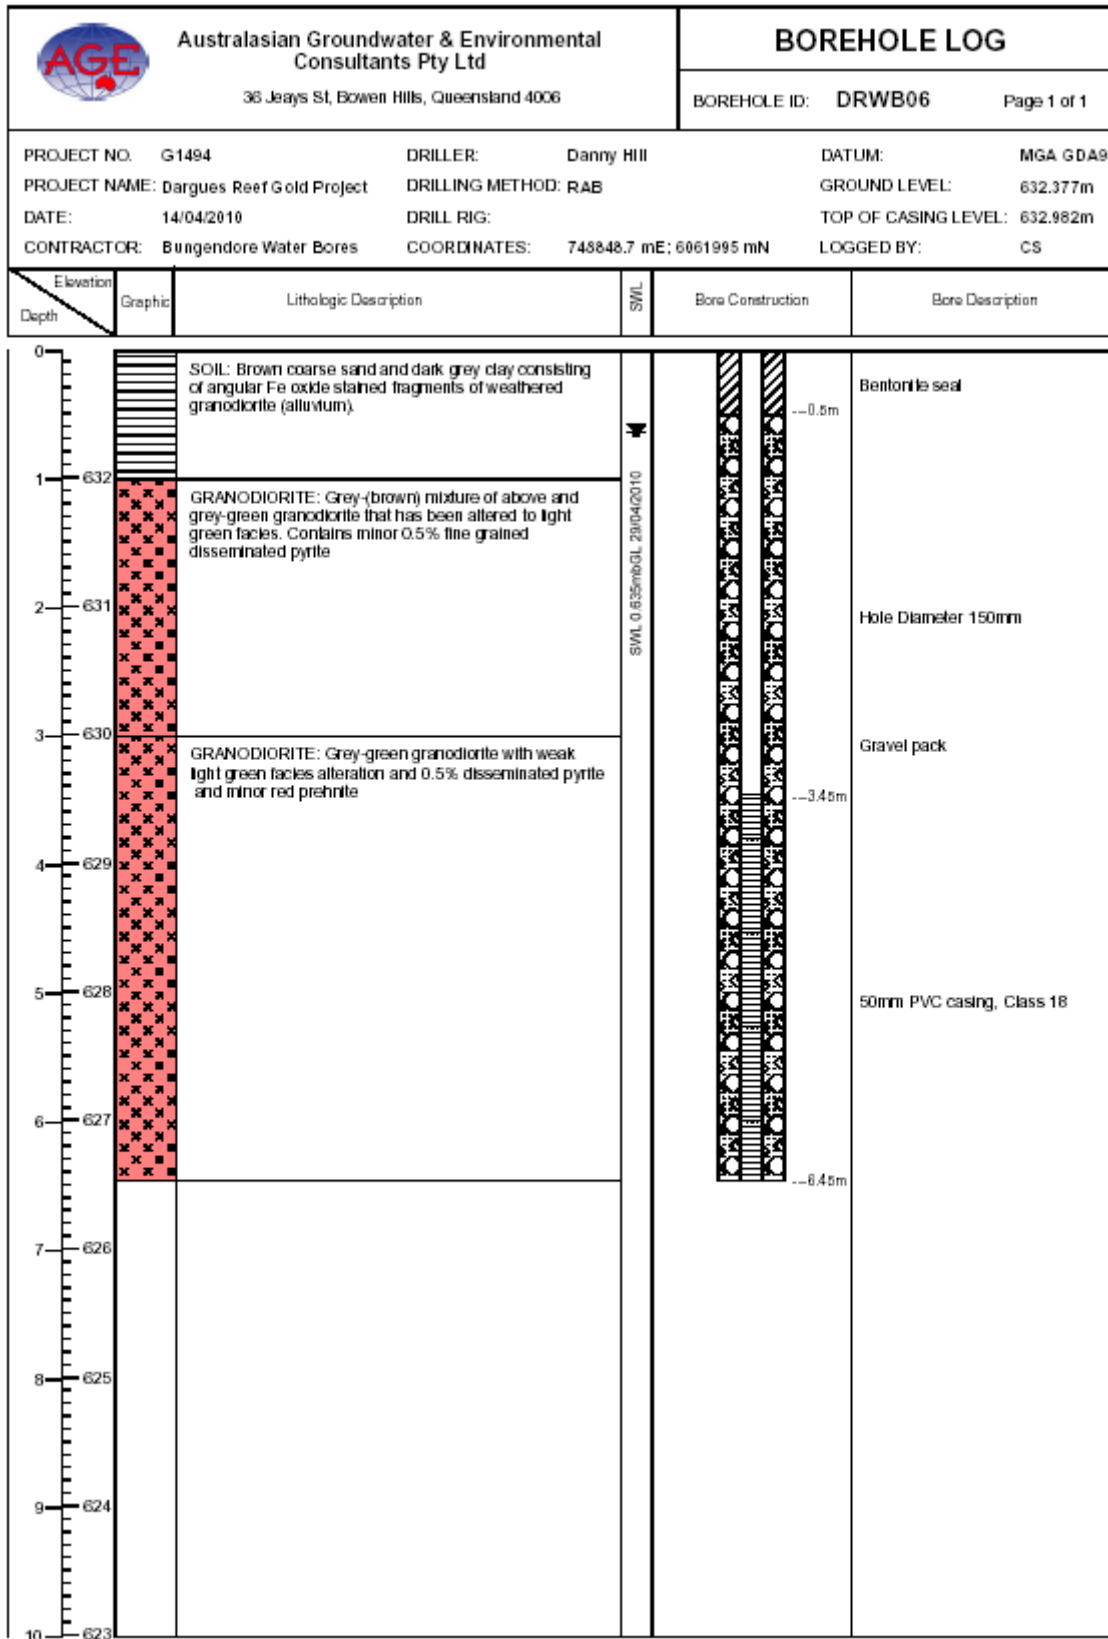 AGE
Australasian Groundwater & Environmental
Consultants Pty Ltd
36 Jeays St, Bowen Hills, Queensland 4006
BOREHOLE LOG
BOREHOLE ID: DRWB06 Page 1 of 1
PROJECT NO. G1494 DRILLER: Danny Hill DATUM: MGA GDA9
PROJECT NAME: Dargues Reef Gold Project DRILLING METHOD: RAB GROUND LEVEL: 632.377m
DATE: 14/04/2010 DRILL RIG: TOP OF CASING LEVEL: 632.982m
CONTRACTOR: Bungendore Water Bores COORDINATES: 748848.7 mE; 6061995 mN LOGGED BY: CS
Elevation
Depth
Graphic
Lithologic Description
SWL
Bore Construction
Bore Description
0
SOIL: Brown coarse sand and dark grey clay consisting
of angular Fe oxide stained fragments of weathered
granodiorite (alluvium).
Bentonite seal
---0.5m
1 632
GRANODIORITE: Grey-(brown) mixture of above and
grey-green granodiorite that has been altered to light
green facies. Contains minor 0.5% fine grained
disseminated pyrite
SWL 0.635mbGL 29/04/2010
2 631
Hole Diameter 150mm
3 630
GRANODIORITE: Grey-green granodiorite with weak
light green facies alteration and 0.5% disseminated pyrite
and minor red prehnite
Gravel pack
---3.45m
4 629
5 628
50mm PVC casing, Class 18
6 627
---6.45m
7 626
8 625
9 624
10 623